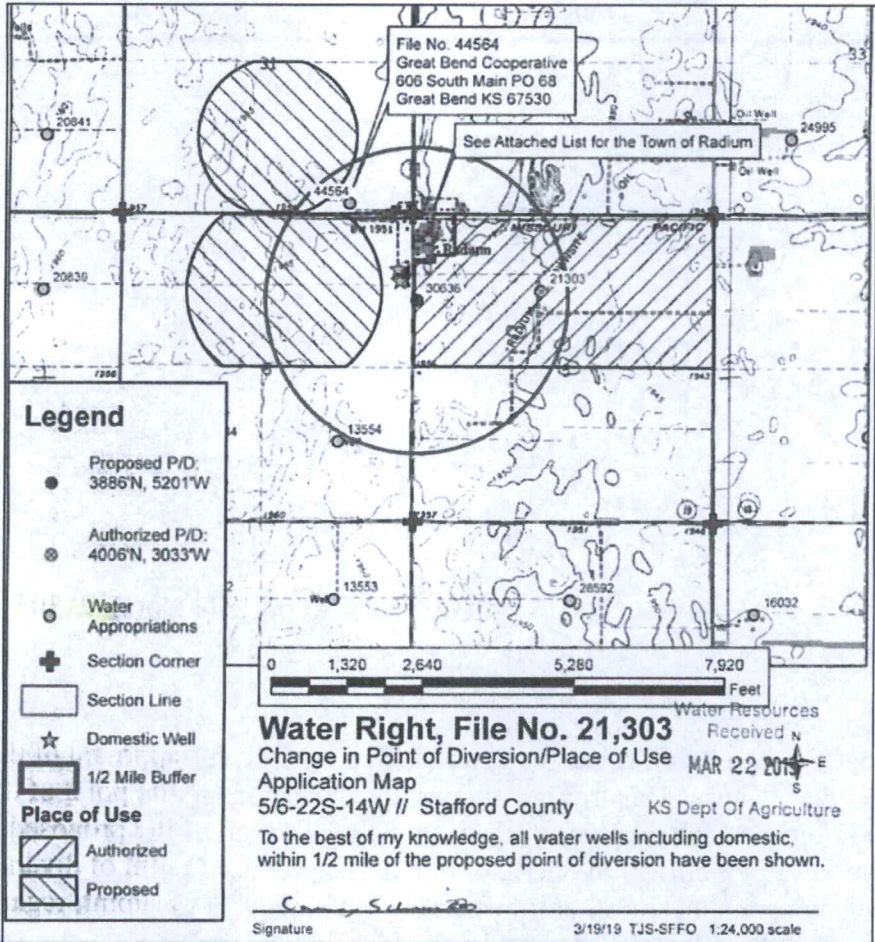 31
33
File No. 44564
Great Bend Cooperative
606 South Main PO 68
Great Bend KS 67530
See Attached List for the Town of Radium
20841
Oil Well
24995
Oil Well
44564
MISSOURI
PACIFIC
Radium
20839
30636
21303
13554
13553
Well
28592
16032
Legend
Proposed P/D:
3886'N, 5201'W
Authorized P/D:
4006'N, 3033'W
Water
Appropriations
Section Corner
Section Line
Domestic Well
1/2 Mile Buffer
Place of Use
Authorized
Proposed
0 1,320 2,640 5,280 7,920
Feet
Water Right, File No. 21,303
Change in Point of Diversion/Place of Use
Application Map
5/6-22S-14W // Stafford County
Water Resources
Received
MAR 22 2019
KS Dept Of Agriculture
N
E
S
To the best of my knowledge, all water wells including domestic,
within 1/2 mile of the proposed point of diversion have been shown.
Signature
3/19/19 TJS-SFFO 1:24,000 scale